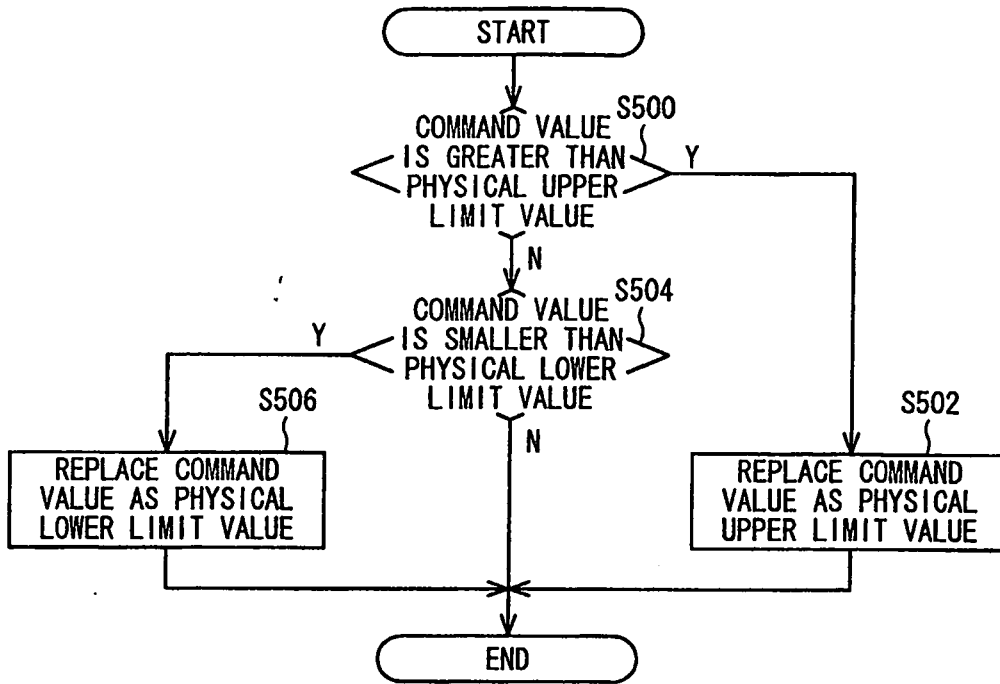 START
S500
COMMAND VALUE
IS GREATER THAN
PHYSICAL UPPER
LIMIT VALUE
Y
N
S504
COMMAND VALUE
IS SMALLER THAN
PHYSICAL LOWER
LIMIT VALUE
Y
N
S506
REPLACE COMMAND
VALUE AS PHYSICAL
LOWER LIMIT VALUE
S502
REPLACE COMMAND
VALUE AS PHYSICAL
UPPER LIMIT VALUE
END